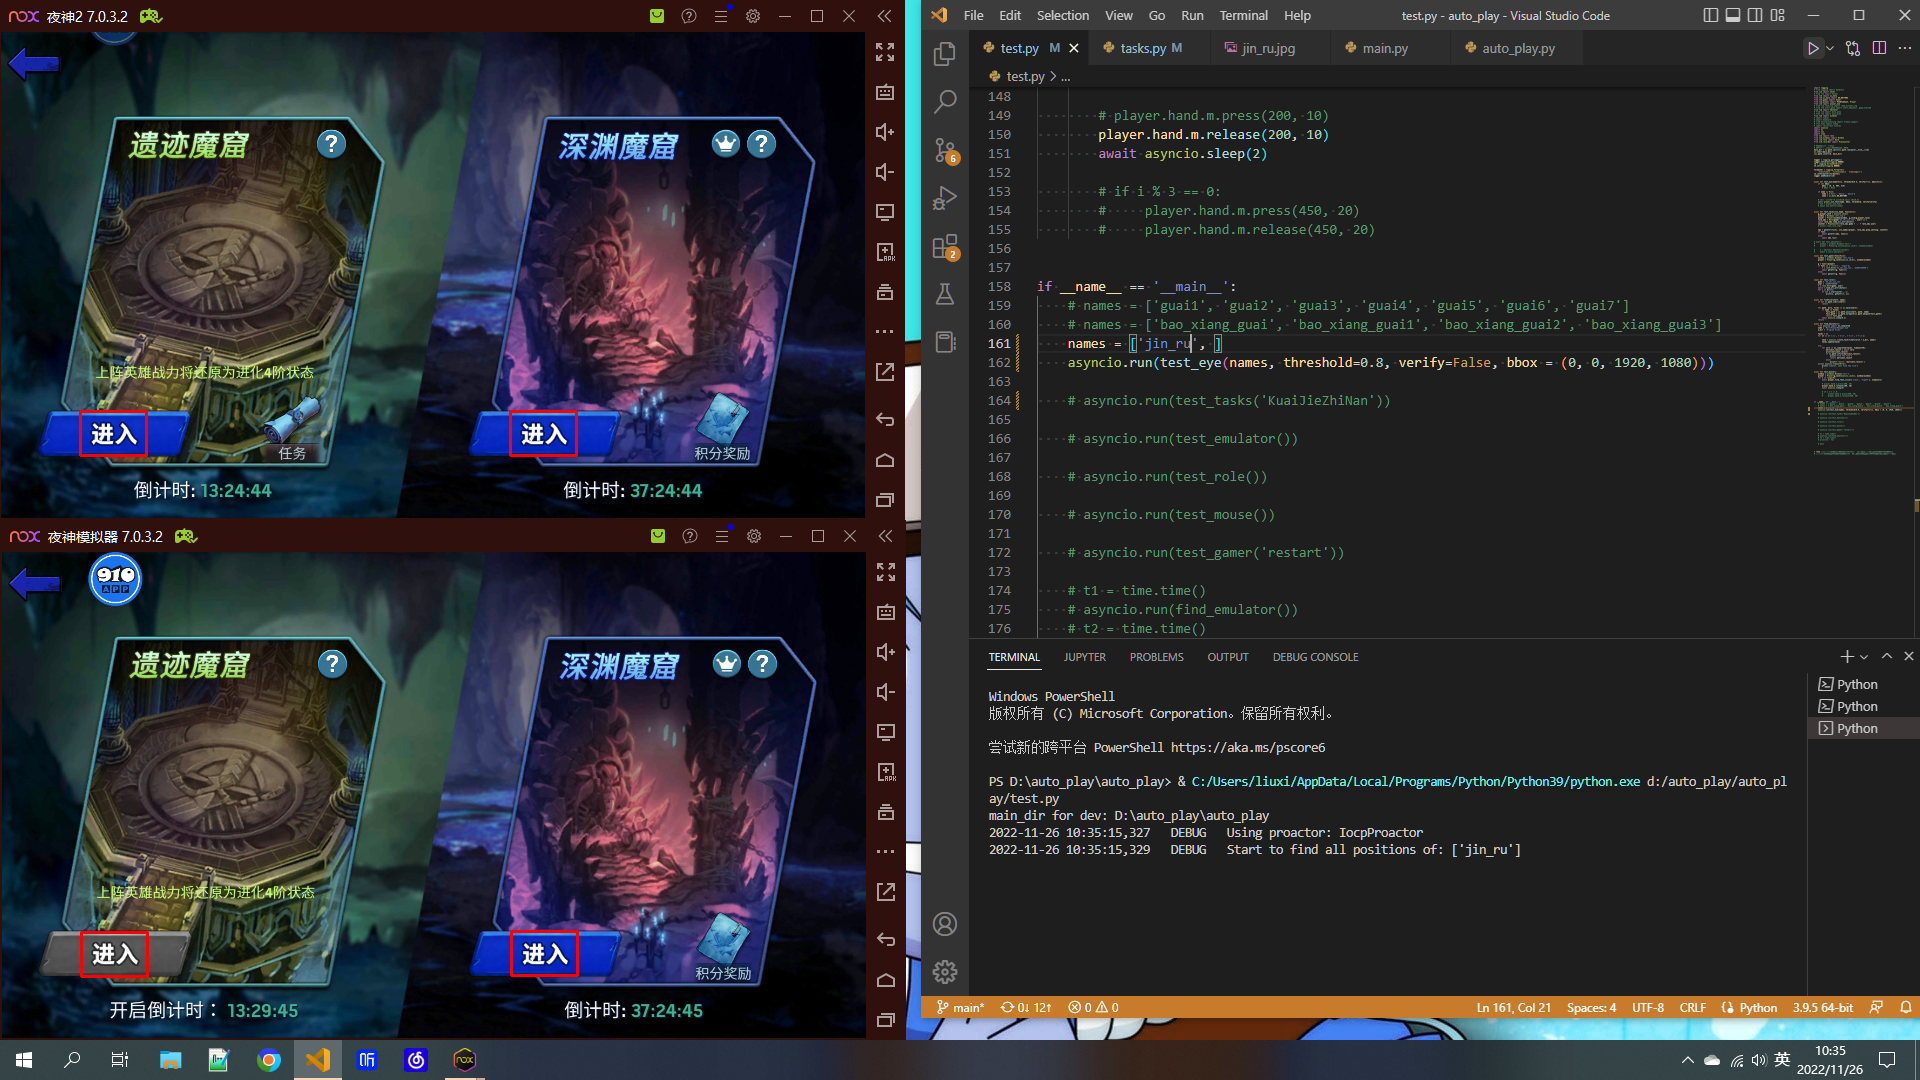 nox 夜神2 7.0.3.2
遗迹魔窟
?
深渊魔窟
?
上阵英雄战力将还原为进化4阶状态
进入
任务
进入
积分奖励
倒计时: 13:24:44
倒计时: 37:24:44
nox 夜神模拟器 7.0.3.2
910
APP
遗迹魔窟
?
深渊魔窟
?
上阵英雄战力将还原为进化4阶状态
进入
进入
积分奖励
开启倒计时： 13:29:45
倒计时: 37:24:45
File Edit Selection View Go Run Terminal Help
test.py - auto_play - Visual Studio Code
test.py M
tasks.py M
jin_ru.jpg
main.py
auto_play.py
test.py > ...
6
2
148
149 # player.hand.m.press(200, 10)
150 player.hand.m.release(200, 10)
151 await asyncio.sleep(2)
152
153 # if i % 3 == 0:
154 #     player.hand.m.press(450, 20)
155 #     player.hand.m.release(450, 20)
156
157
158 if __name__ == '__main__':
159 # names = ['guai1', 'guai2', 'guai3', 'guai4', 'guai5', 'guai6', 'guai7']
160 # names = ['bao_xiang_guai', 'bao_xiang_guai1', 'bao_xiang_guai2', 'bao_xiang_guai3']
161 names = ['jin_ru', ]
162 asyncio.run(test_eye(names, threshold=0.8, verify=False, bbox = (0, 0, 1920, 1080)))
163
164 # asyncio.run(test_tasks('KuaiJieZhiNan'))
165
166 # asyncio.run(test_emulator())
167
168 # asyncio.run(test_role())
169
170 # asyncio.run(test_mouse())
171
172 # asyncio.run(test_gamer('restart'))
173
174 # t1 = time.time()
175 # asyncio.run(find_emulator())
176 # t2 = time.time()
TERMINAL JUPYTER PROBLEMS OUTPUT DEBUG CONSOLE
Python
Python
Python
Windows PowerShell
版权所有 (C) Microsoft Corporation。保留所有权利。
尝试新的跨平台 PowerShell https://aka.ms/pscore6
PS D:\auto_play\auto_play> & C:/Users/liuxi/AppData/Local/Programs/Python/Python39/python.exe d:/auto_play/auto_pl
ay/test.py
main_dir for dev: D:\auto_play\auto_play
2022-11-26 10:35:15,327 DEBUG Using proactor: IocpProactor
2022-11-26 10:35:15,329 DEBUG Start to find all positions of: ['jin_ru']
main* 0↓ 12↑ 0 0
Ln 161, Col 21 Spaces: 4 UTF-8 CRLF Python 3.9.5 64-bit
英
10:35
2022/11/26